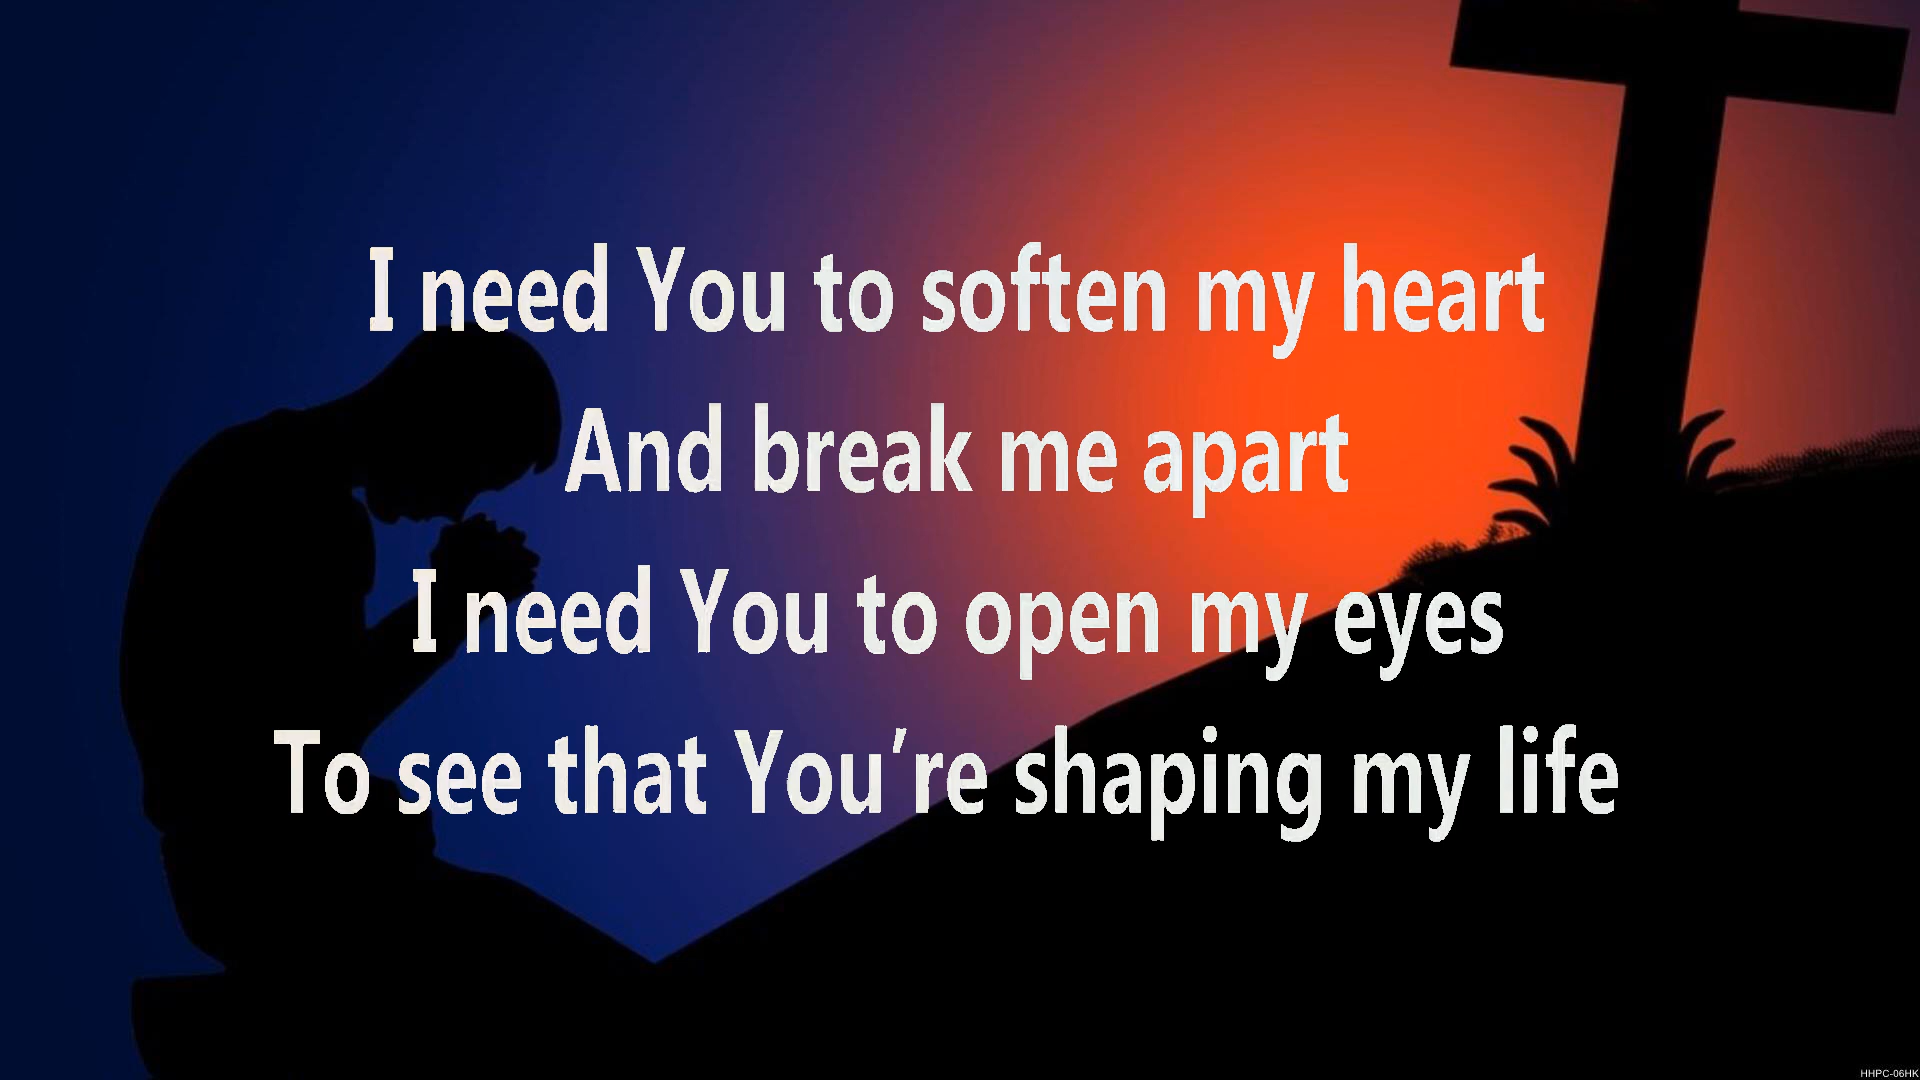 I need You to soften my heart
And break me apart
I need You to open my eyes
To see that You're shaping my life
HHPC-06HK